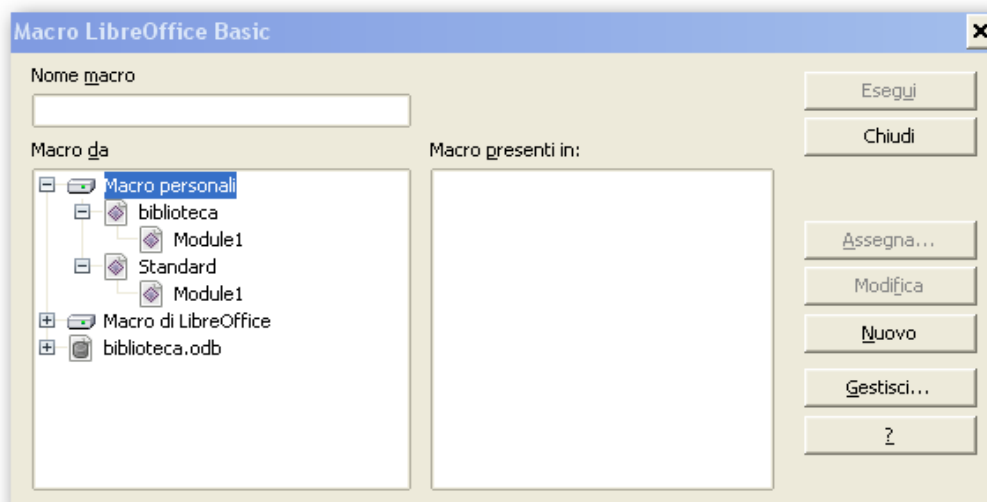 Macro LibreOffice Basic
Nome macro
Esegui
Chiudi
Macro da
Macro presenti in:
Macro personali
biblioteca
Module1
Standard
Module1
Macro di LibreOffice
biblioteca.odb
Assegna...
Modifica
Nuovo
Gestisci...
?